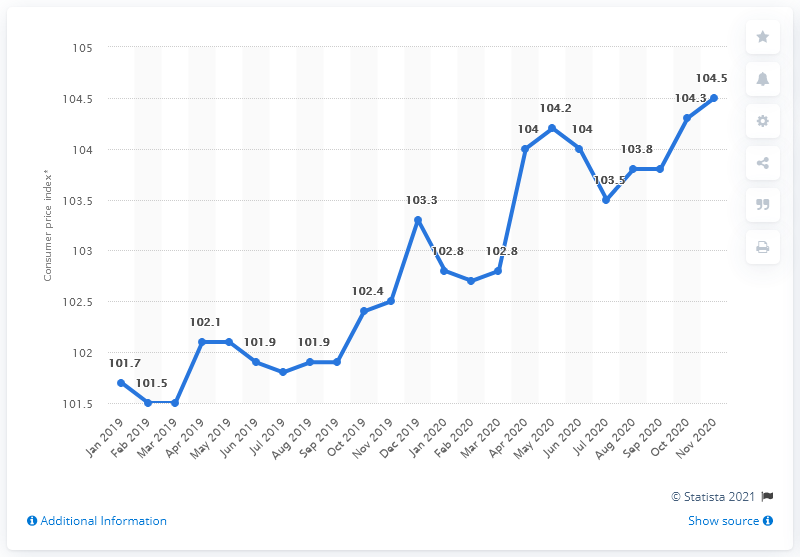 105
104.5
104
103.5
103
102.5
102
101.5
Consumer price index*
101.7
101.5
102.1
101.9
101.9
102.4
103.3
102.8
102.8
104
104.2
104
103.5
103.8
104.3
104.5
Jan 2019
Feb 2019
Mar 2019
Apr 2019
May 2019
Jun 2019
Jul 2019
Aug 2019
Sep 2019
Oct 2019
Nov 2019
Dec 2019
Jan 2020
Feb 2020
Mar 2020
Apr 2020
May 2020
Jun 2020
Jul 2020
Aug 2020
Sep 2020
Oct 2020
Nov 2020
© Statista 2021
Additional Information
Show source